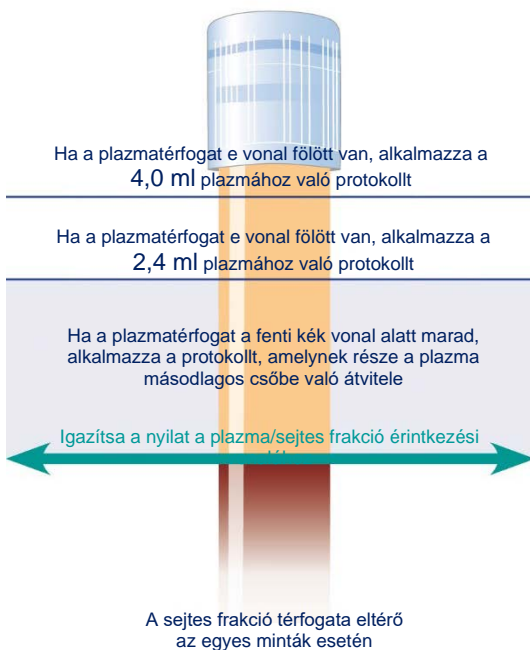 Ha a plazmatérfogat e vonal fölött van, alkalmazza a
4,0 ml plazmához való protokollt
Ha a plazmatérfogat e vonal fölött van, alkalmazza a
2,4 ml plazmához való protokollt
Ha a plazmatérfogat a fenti kék vonal alatt marad,
alkalmazza a protokollt, amelynek része a plazma
másodlagos csőbe való átvitele
Igazítsa a nyilat a plazma/sejtes frakció érintkezési
A sejtes frakció térfogata eltérő
az egyes minták esetén